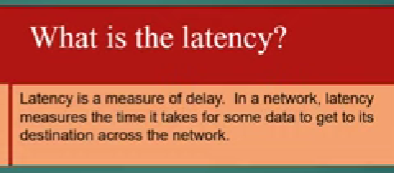 What is the latency?
Latency is a measure of delay. In a network, latency
measures the time it takes for some data to get to its
destination across the network.